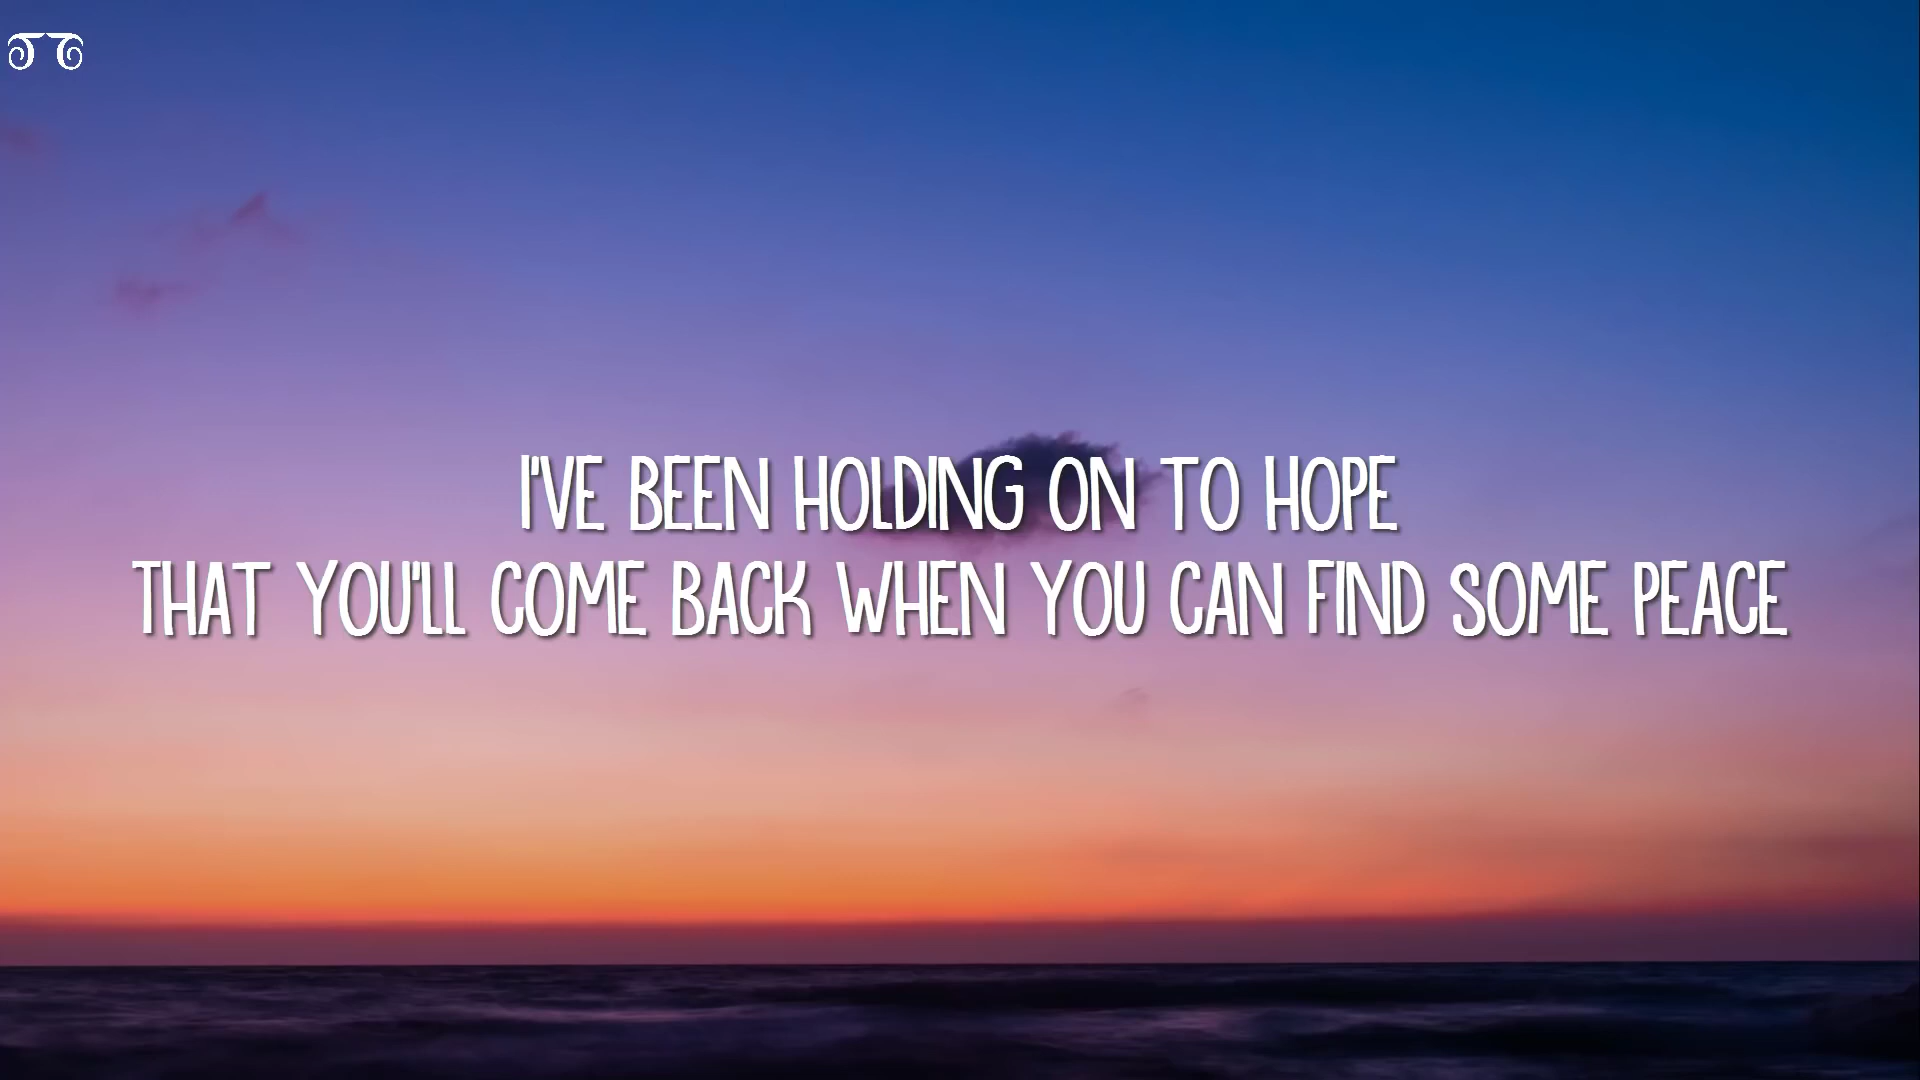 I'VE BEEN HOLDING ON TO HOPE
THAT YOU'LL COME BACK WHEN YOU CAN FIND SOME PEACE